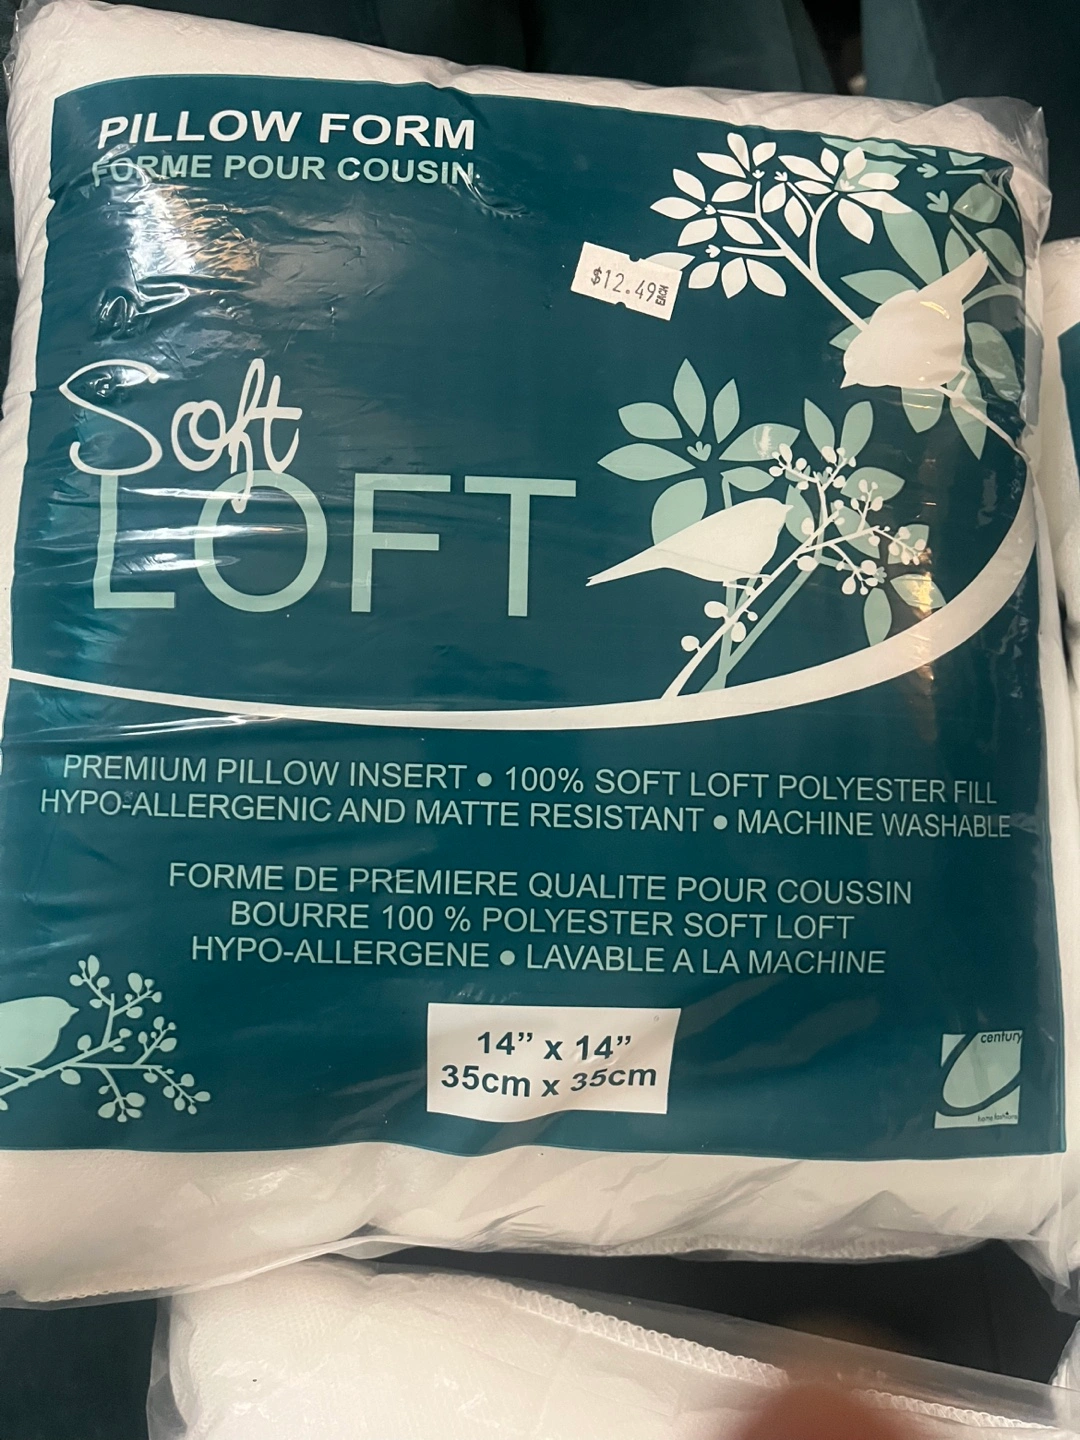 PILLOW FORM
FORME POUR COUSIN
$12.49 EACH
Soft
LOFT
PREMIUM PILLOW INSERT • 100% SOFT LOFT POLYESTER FILL
HYPO-ALLERGENIC AND MATTE RESISTANT • MACHINE WASHABLE
FORME DE PREMIERE QUALITE POUR COUSSIN
BOURRE 100 % POLYESTER SOFT LOFT
HYPO-ALLERGENE • LAVABLE A LA MACHINE
14” x 14”
35cm x 35cm
century
home fashions